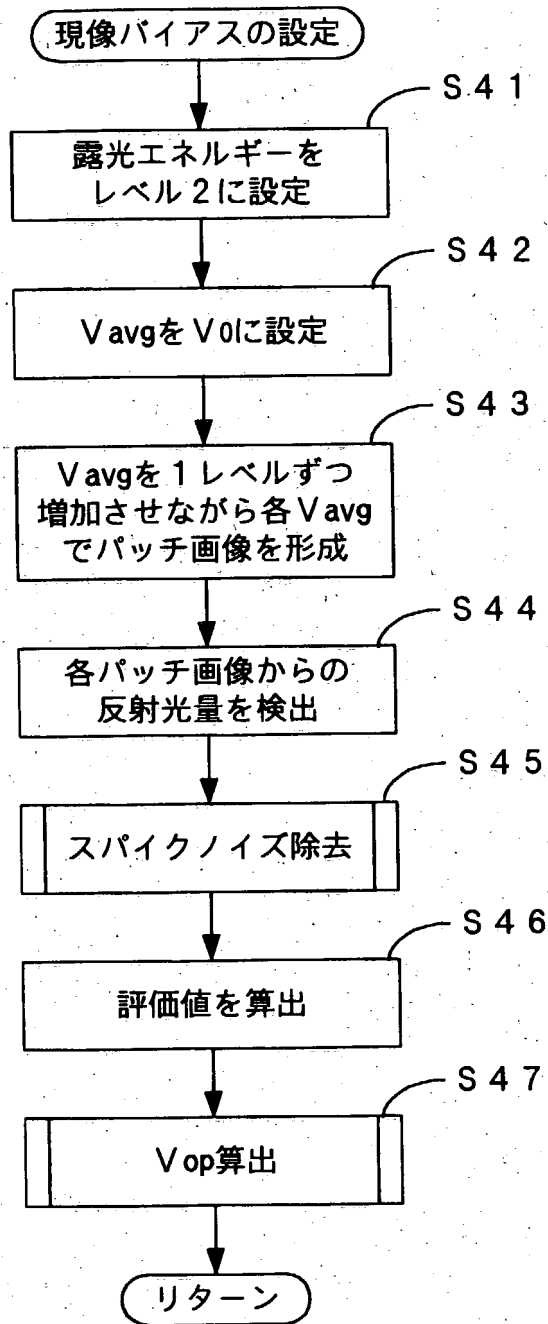 現像バイアスの設定
S41
露光エネルギーを
レベル2に設定
S42
VavgをV0に設定
S43
Vavgを1レベルずつ
増加させながら各Vavg
でパッチ画像を形成
S44
各パッチ画像からの
反射光量を検出
S45
スパイクノイズ除去
S46
評価値を算出
S47
Vop算出
リターン